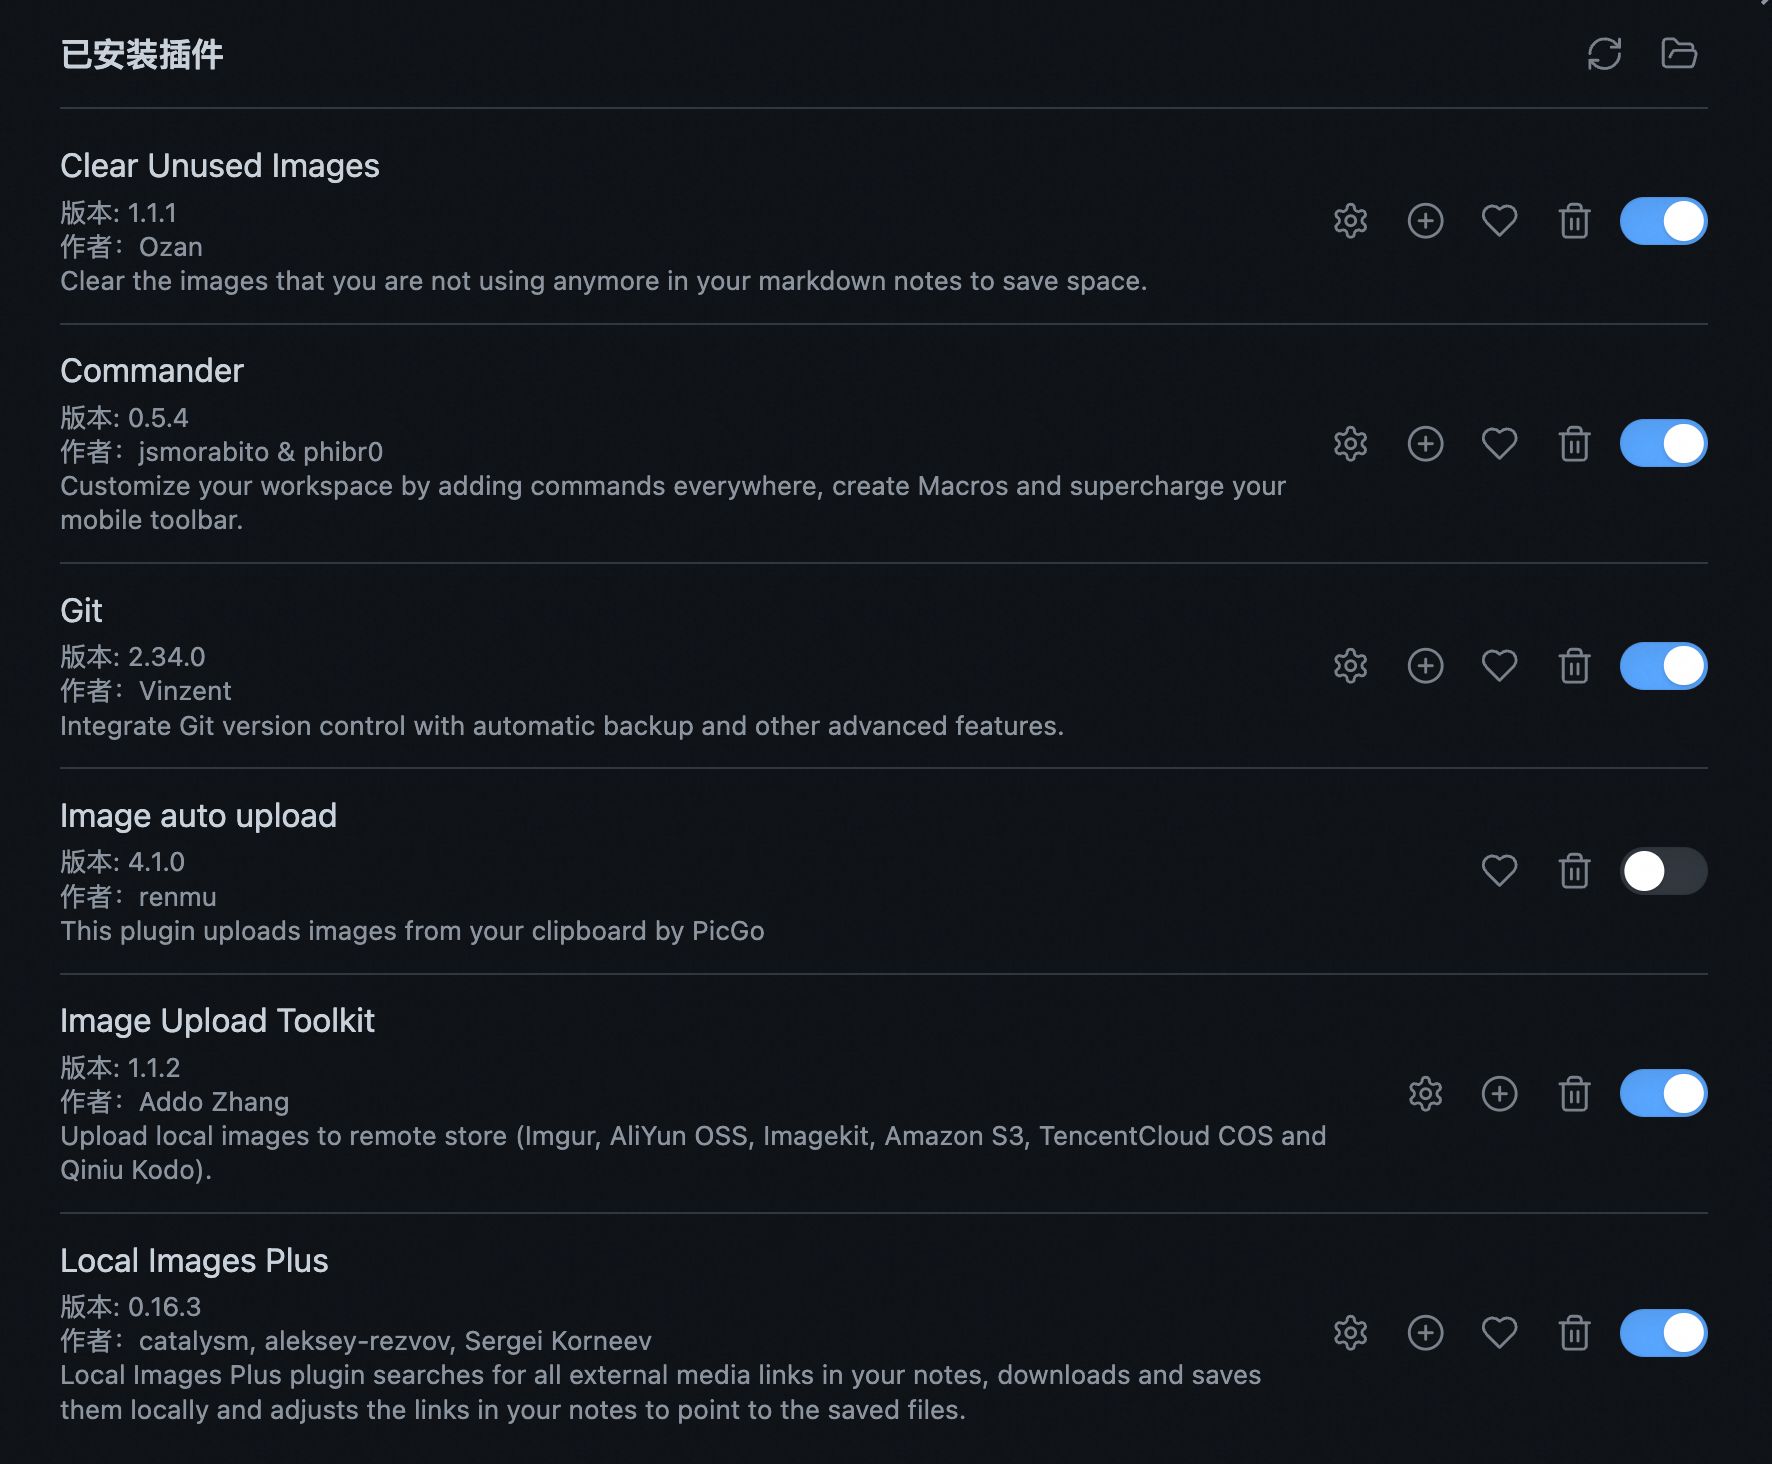 已安装插件
Clear Unused Images
版本: 1.1.1
作者：Ozan
Clear the images that you are not using anymore in your markdown notes to save space.
Commander
版本: 0.5.4
作者：jsmorabito & phibr0
Customize your workspace by adding commands everywhere, create Macros and supercharge your
mobile toolbar.
Git
版本: 2.34.0
作者：Vinzent
Integrate Git version control with automatic backup and other advanced features.
Image auto upload
版本: 4.1.0
作者：renmu
This plugin uploads images from your clipboard by PicGo
Image Upload Toolkit
版本: 1.1.2
作者：Addo Zhang
Upload local images to remote store (Imgur, AliYun OSS, Imagekit, Amazon S3, TencentCloud COS and
Qiniu Kodo).
Local Images Plus
版本: 0.16.3
作者：catalysm, aleksey-rezvov, Sergei Korneev
Local Images Plus plugin searches for all external media links in your notes, downloads and saves
them locally and adjusts the links in your notes to point to the saved files.